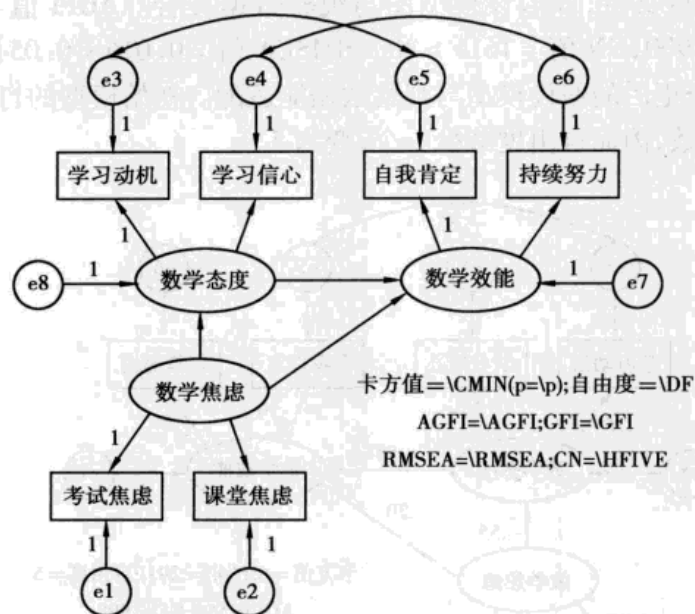 e3 e4 e5 e6
1 1 1 1
学习动机 学习信心 自我肯定 持续努力
1 1
e8 1 数学态度 数学效能 1 e7
数学焦虑
卡方值=\CMIN(p=\p);自由度=\DF
AGFI=\AGFI;GFI=\GFI
RMSEA=\RMSEA;CN=\HFIVE
1
考试焦虑 课堂焦虑
1 1
e1 e2